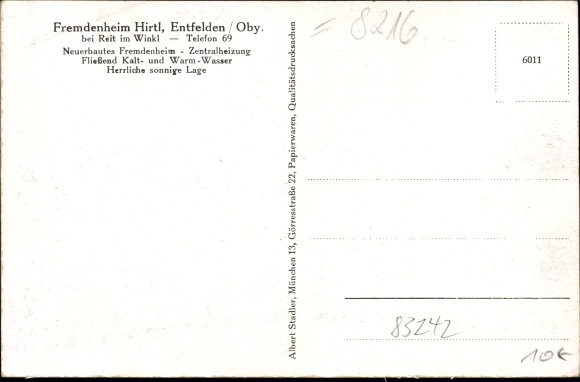 Fremdenheim Hirtl, Entfelden / Oby.
bei Reit im Winkl — Telefon 69
Neuerbautes Fremdenheim - Zentralheizung
Fließend Kalt- und Warm-Wasser
Herrliche sonnige Lage
Albert Stadler, München 13, Görresstraße 22, Papierwaren, Qualitätsdrucksachen
= 8216
6011
83242
10€